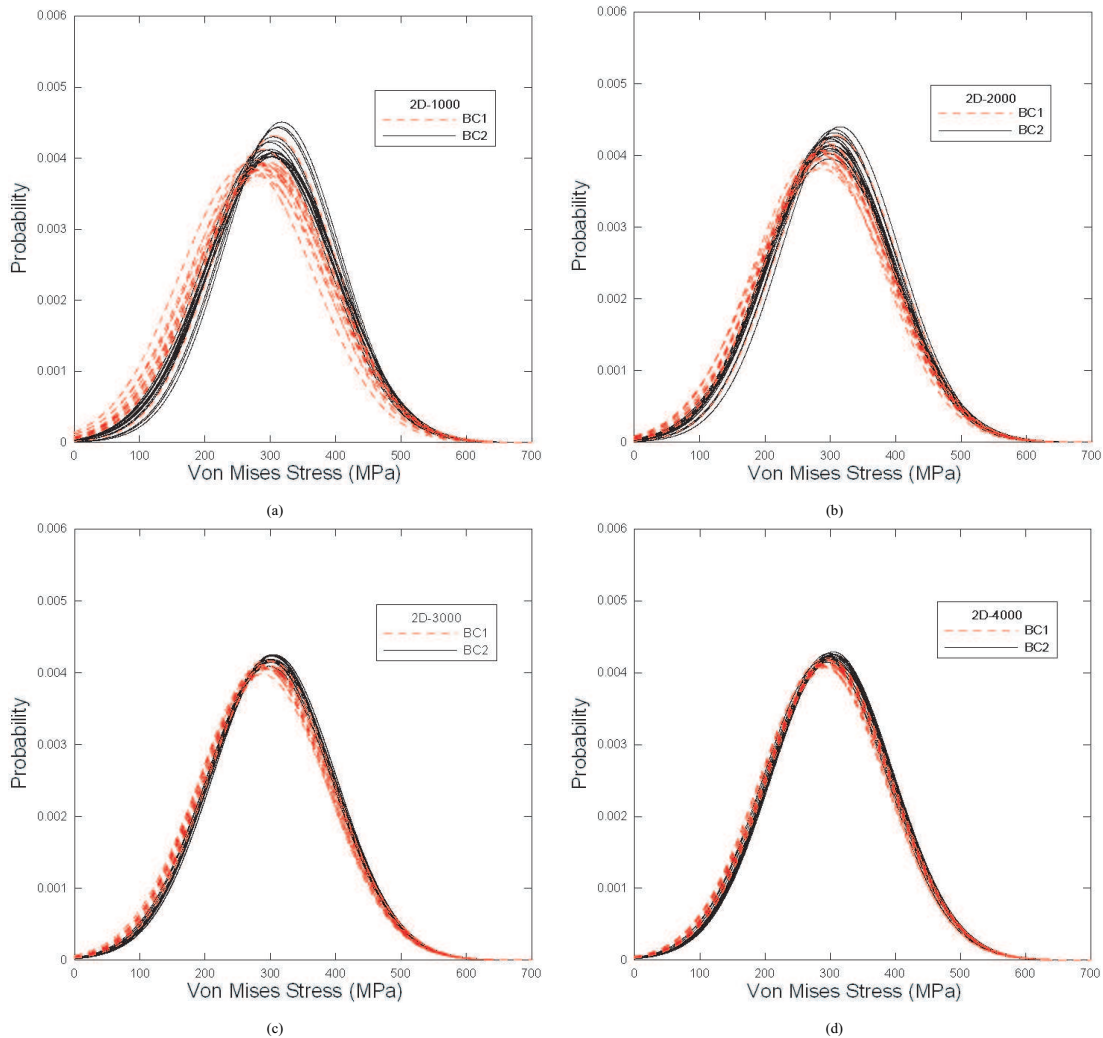 0.006
0.005
0.004
0.003
0.002
0.001
0
Probability
2D-1000
BC1
BC2
0 100 200 300 400 500 600 700
Von Mises Stress (MPa)
(a)
0.006
0.005
0.004
0.003
0.002
0.001
0
Probability
2D-2000
BC1
BC2
0 100 200 300 400 500 600 700
Von Mises Stress (MPa)
(b)
0.006
0.005
0.004
0.003
0.002
0.001
0
Probability
2D-3000
BC1
BC2
0 100 200 300 400 500 600 700
Von Mises Stress (MPa)
(c)
0.006
0.005
0.004
0.003
0.002
0.001
0
Probability
2D-4000
BC1
BC2
0 100 200 300 400 500 600 700
Von Mises Stress (MPa)
(d)